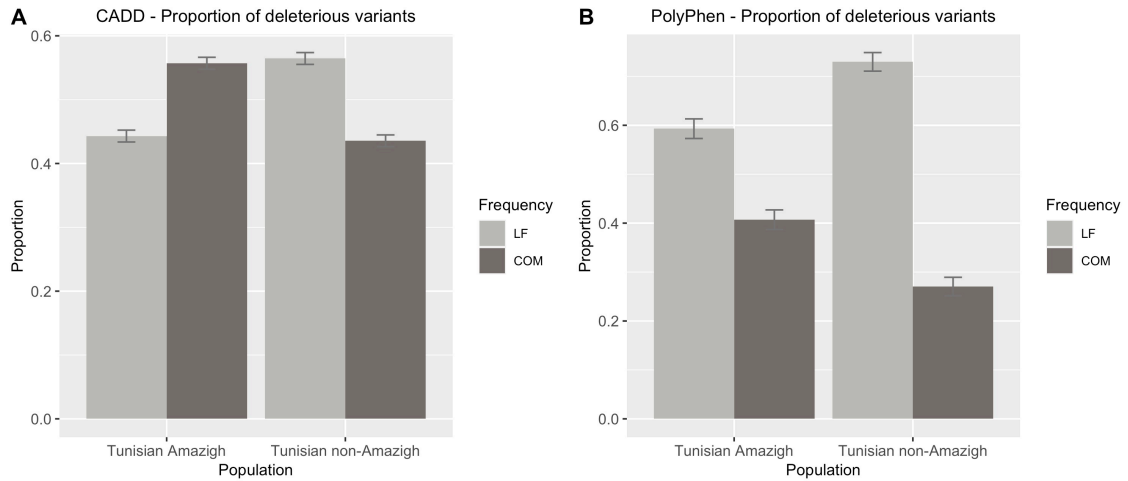 A
CADD - Proportion of deleterious variants
0.6
0.4
0.2
0.0
Proportion
Tunisian Amazigh
Tunisian non-Amazigh
Population
Frequency
LF
COM
B
PolyPhen - Proportion of deleterious variants
0.6
0.4
0.2
0.0
Proportion
Tunisian Amazigh
Tunisian non-Amazigh
Population
Frequency
LF
COM